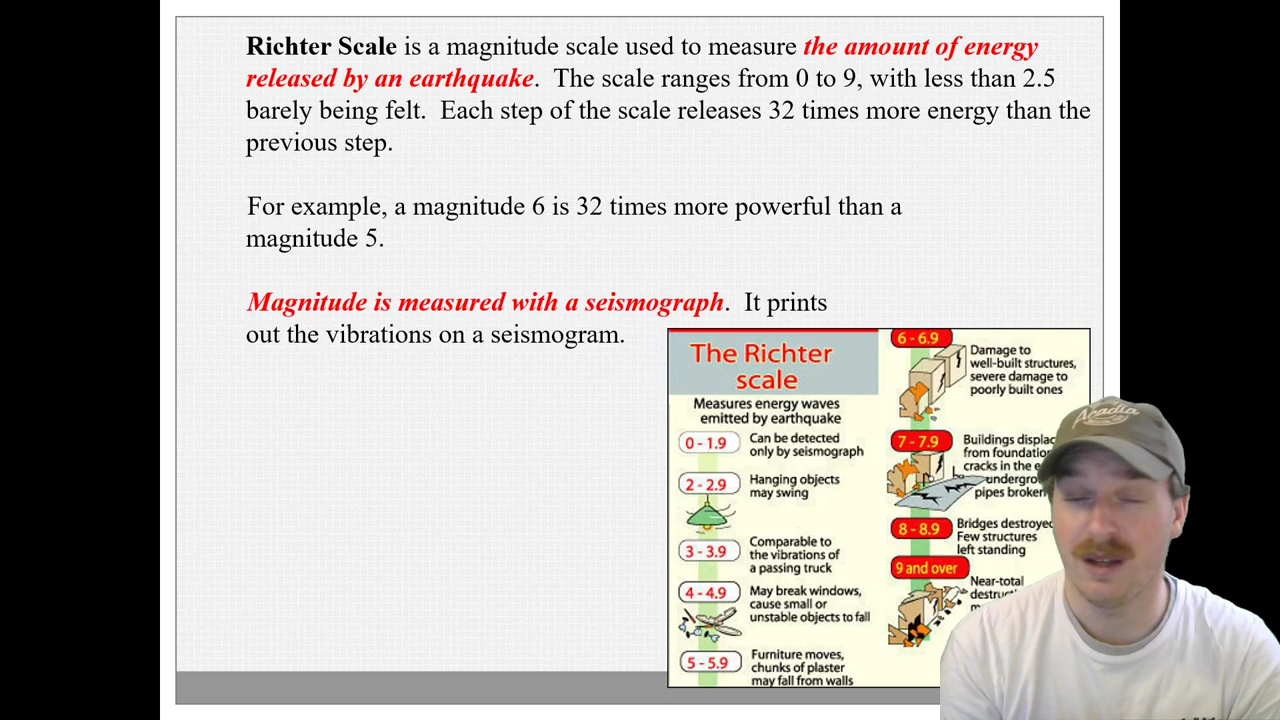 Richter Scale is a magnitude scale used to measure the amount of energy
released by an earthquake.  The scale ranges from 0 to 9, with less than 2.5
barely being felt.  Each step of the scale releases 32 times more energy than the
previous step.
For example, a magnitude 6 is 32 times more powerful than a
magnitude 5.
Magnitude is measured with a seismograph.  It prints
out the vibrations on a seismogram.
The Richter
scale
Measures energy waves
emitted by earthquake
0 - 1.9
Can be detected
only by seismograph
2 - 2.9
Hanging objects
may swing
3 - 3.9
Comparable to
the vibrations of
a passing truck
4 - 4.9
May break windows,
cause small or
unstable objects to fall
5 - 5.9
Furniture moves,
chunks of plaster
may fall from walls
6 - 6.9
Damage to
well-built structures,
severe damage to
poorly built ones
7 - 7.9
Buildings
from
cracks in the
pipes broken
8 - 8.9
Bridges destroyed
Few structures
left standing
9 and over
Near-total
Acadia